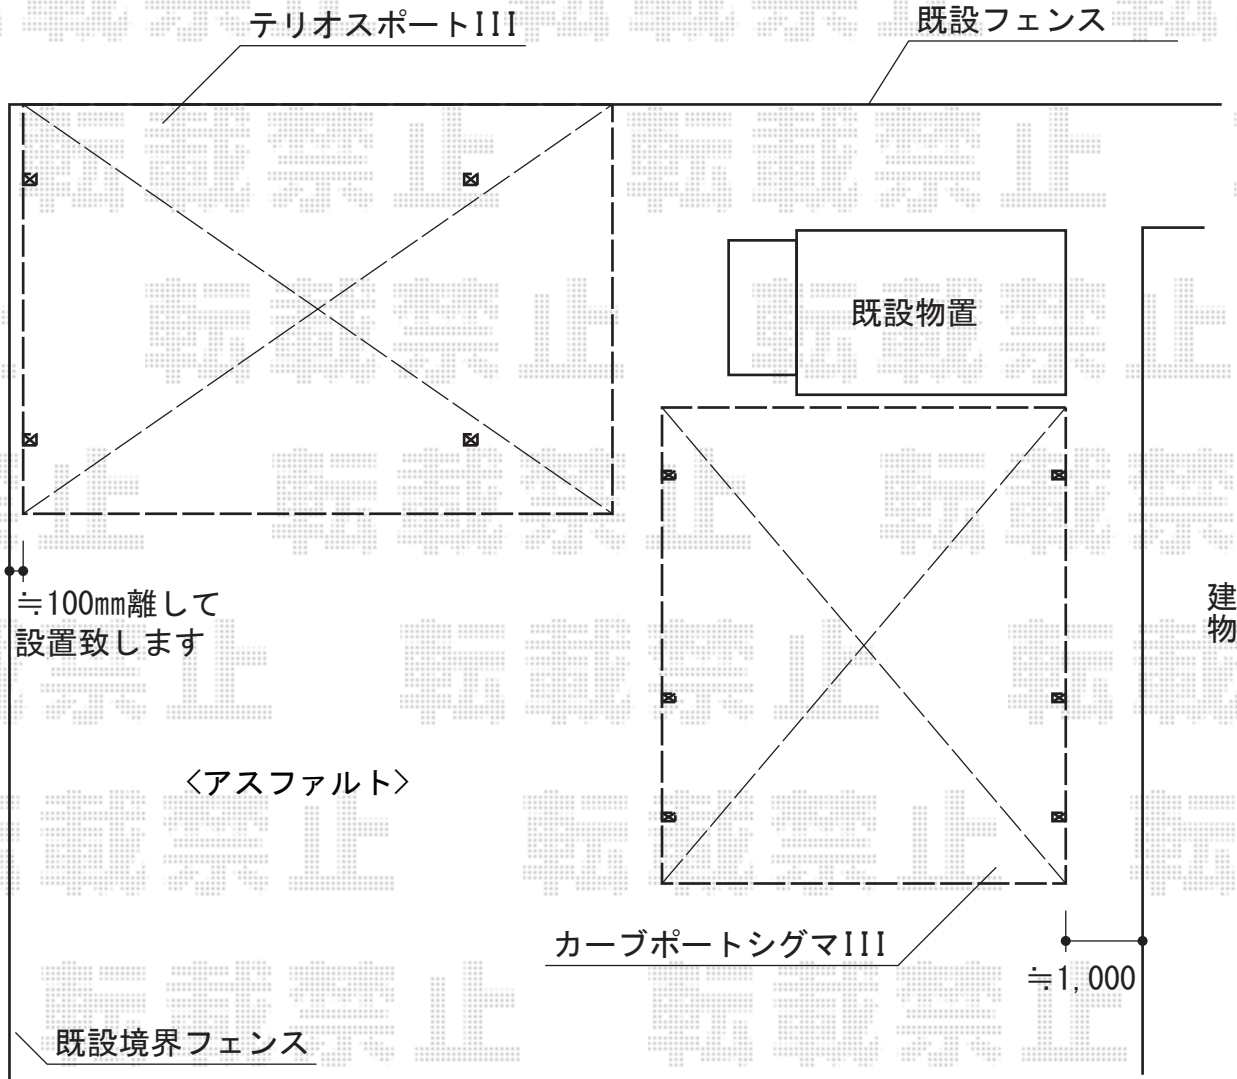 テリオスポートIII
既設フェンス
既設物置
≒100mm離して
設置致します
建物
<アスファルト>
カーブポートシグマIII
≒1,000
既設境界フェンス
転載禁止